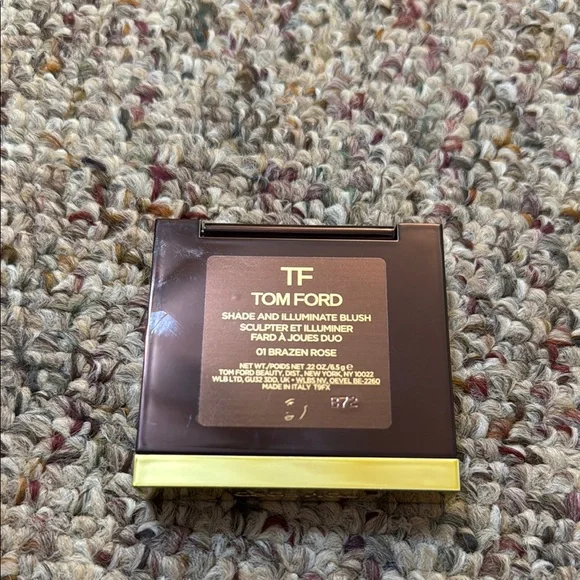 TF
TOM FORD
SHADE AND ILLUMINATE BLUSH
SCULPTER ET ILLUMINER
FARD À JOUES DUO
01 BRAZEN ROSE
NET WT./POIDS NET .22 OZ./6.5 g ℮
TOM FORD BEAUTY, DIST., NEW YORK, NY 10022
WLB LTD, GU32 3DD, UK • WLBS NV, OEVEL BE-2260
MADE IN ITALY T9FX
B72